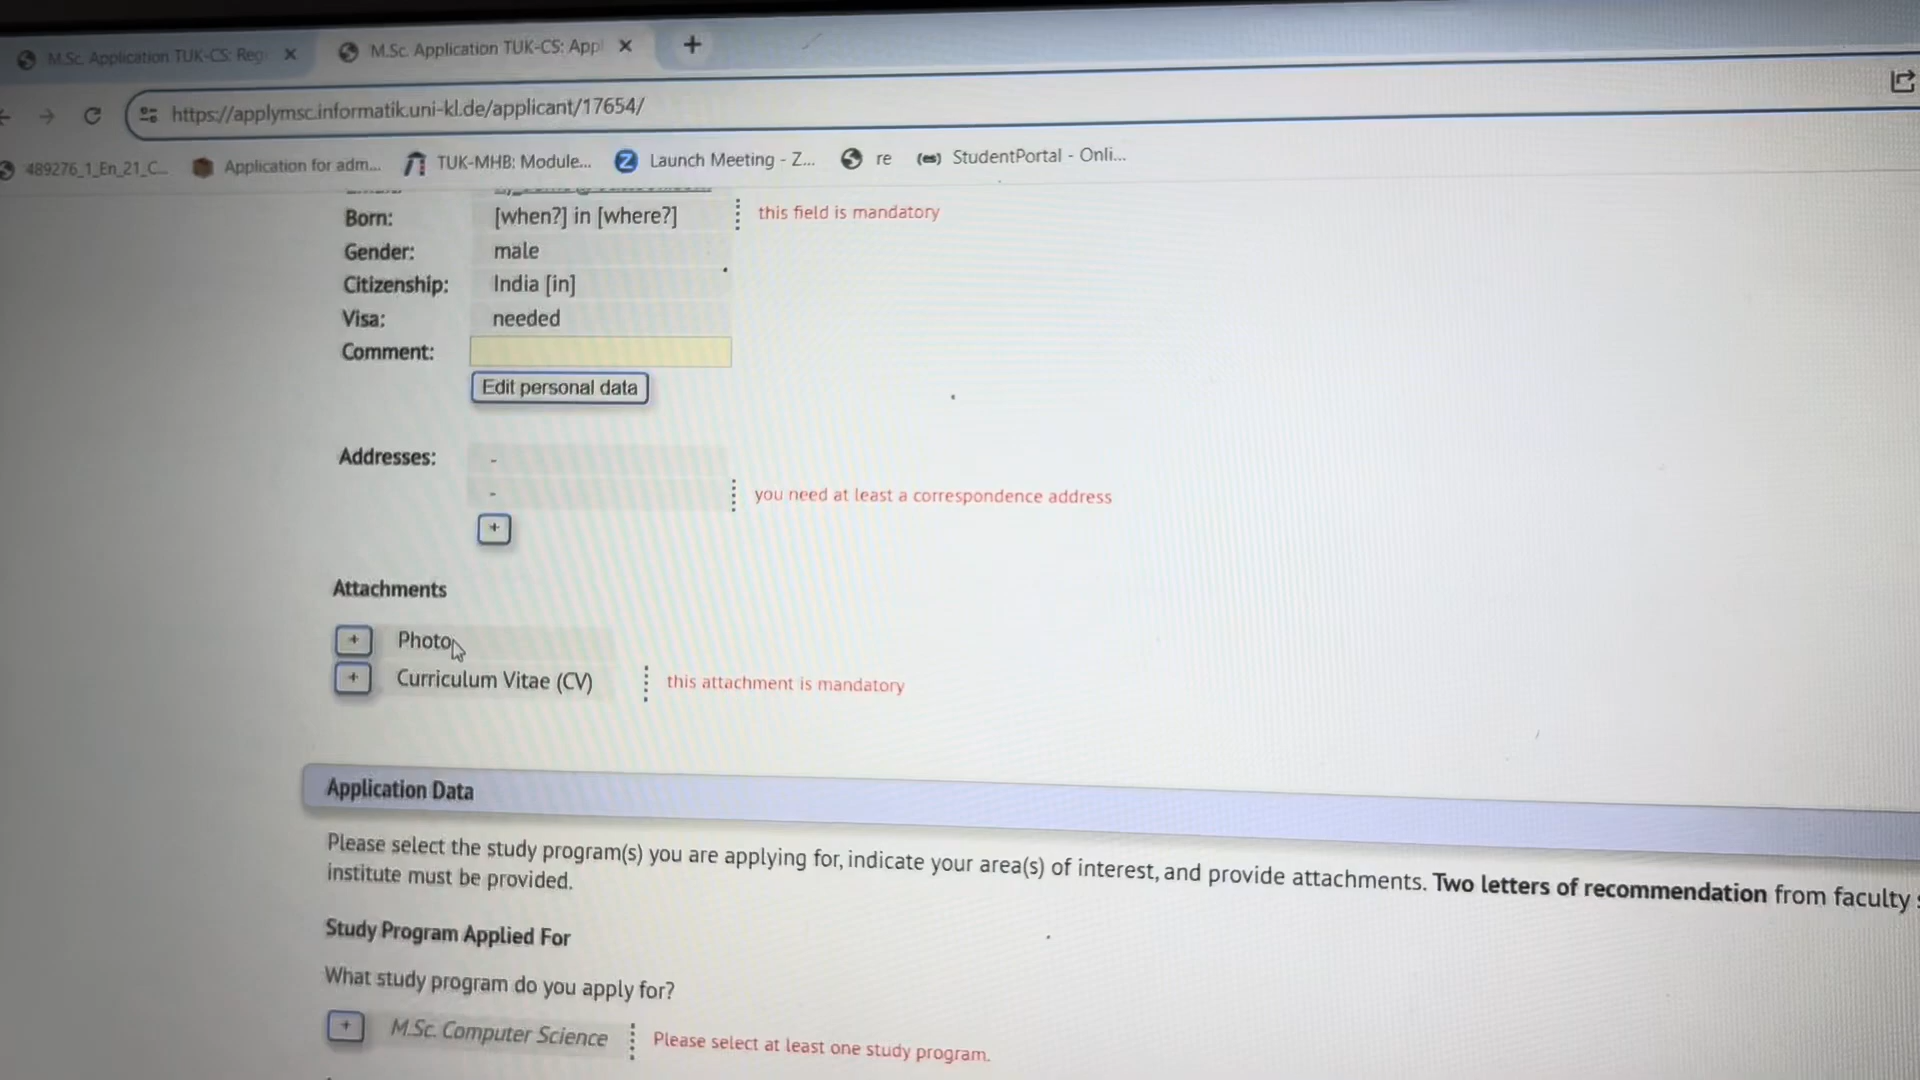 M.Sc. Application TUK-CS: Reg
M.Sc. Application TUK-CS: Appl
https://applymsc.informatik.uni-kl.de/applicant/17654/
489276_1_En_21_C...
Application for adm...
TUK-MHB: Module...
Launch Meeting - Z...
re
(es) StudentPortal - Onli...
Born: [when?] in [where?] this field is mandatory
Gender: male
Citizenship: India [in]
Visa: needed
Comment:
Edit personal data
Addresses: -
- you need at least a correspondence address
+
Attachments
+ Photo
+ Curriculum Vitae (CV) this attachment is mandatory
Application Data
Please select the study program(s) you are applying for, indicate your area(s) of interest, and provide attachments. Two letters of recommendation from faculty
institute must be provided.
Study Program Applied For
What study program do you apply for?
+ M.Sc. Computer Science Please select at least one study program.